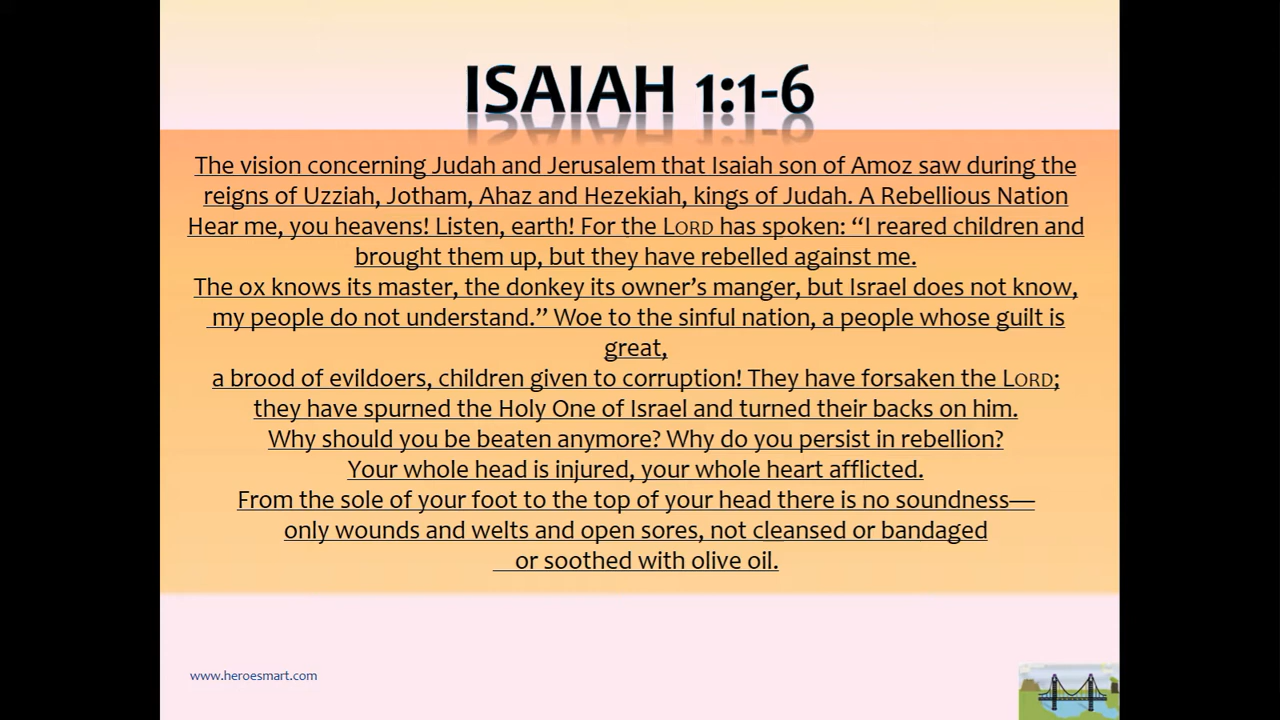 ISAIAH 1:1-6
The vision concerning Judah and Jerusalem that Isaiah son of Amoz saw during the
reigns of Uzziah, Jotham, Ahaz and Hezekiah, kings of Judah. A Rebellious Nation
Hear me, you heavens! Listen, earth! For the LORD has spoken: “I reared children and
brought them up, but they have rebelled against me.
The ox knows its master, the donkey its owner’s manger, but Israel does not know,
my people do not understand.” Woe to the sinful nation, a people whose guilt is
great,
a brood of evildoers, children given to corruption! They have forsaken the LORD;
they have spurned the Holy One of Israel and turned their backs on him.
Why should you be beaten anymore? Why do you persist in rebellion?
Your whole head is injured, your whole heart afflicted.
From the sole of your foot to the top of your head there is no soundness—
only wounds and welts and open sores, not cleansed or bandaged
or soothed with olive oil.
www.heroesmart.com